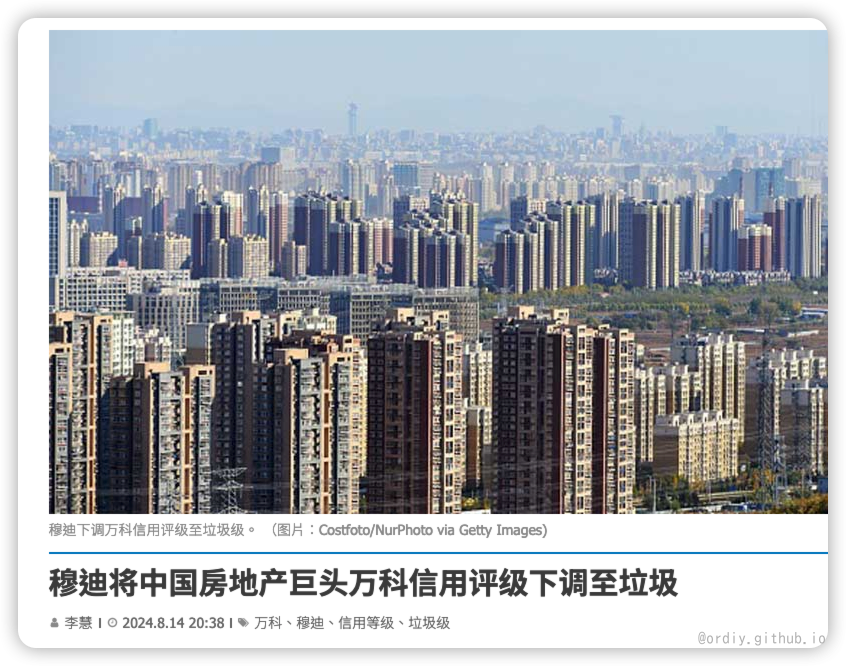 穆迪下调万科信用评级至垃圾级。（图片：Costfoto/NurPhoto via Getty Images)
穆迪将中国房地产巨头万科信用评级下调至垃圾
李慧 | 2024.8.14 20:38 | 万科、穆迪、信用等级、垃圾级
@ordiy.github.io